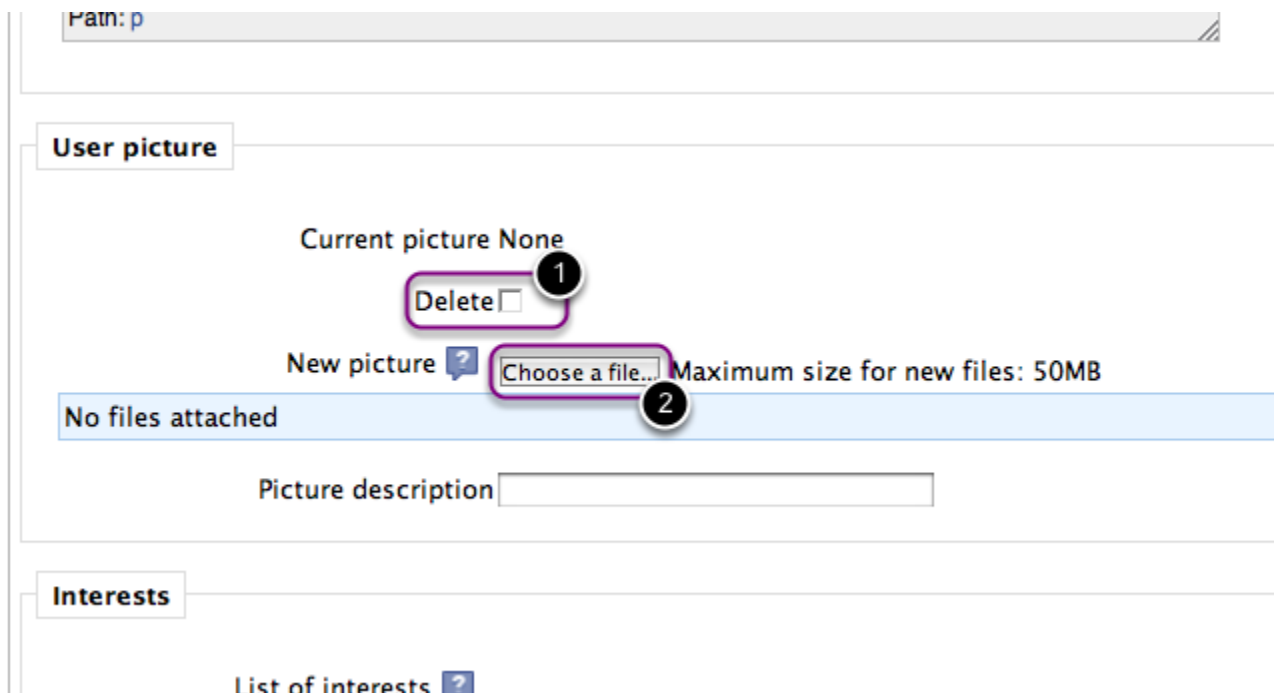 Path: p
User picture
Current picture None
1
Delete
New picture ? Choose a file... Maximum size for new files: 50MB
2
No files attached
Picture description
Interests
List of interests ?